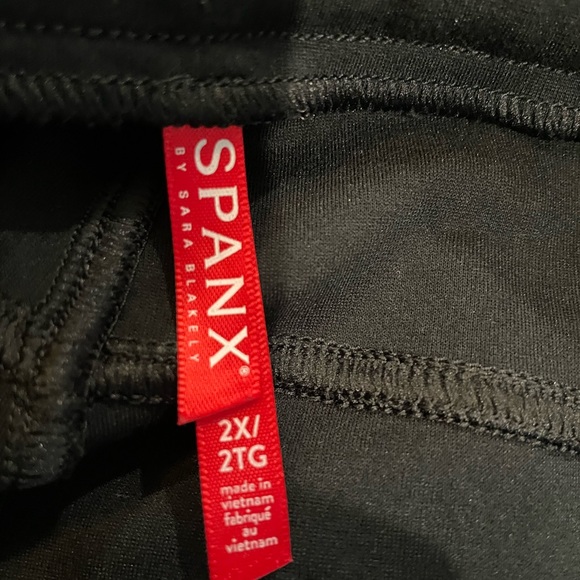 SPANX®
BY SARA BLAKELY
2X/
2TG
made in
vietnam
fabriqué
au
vietnam